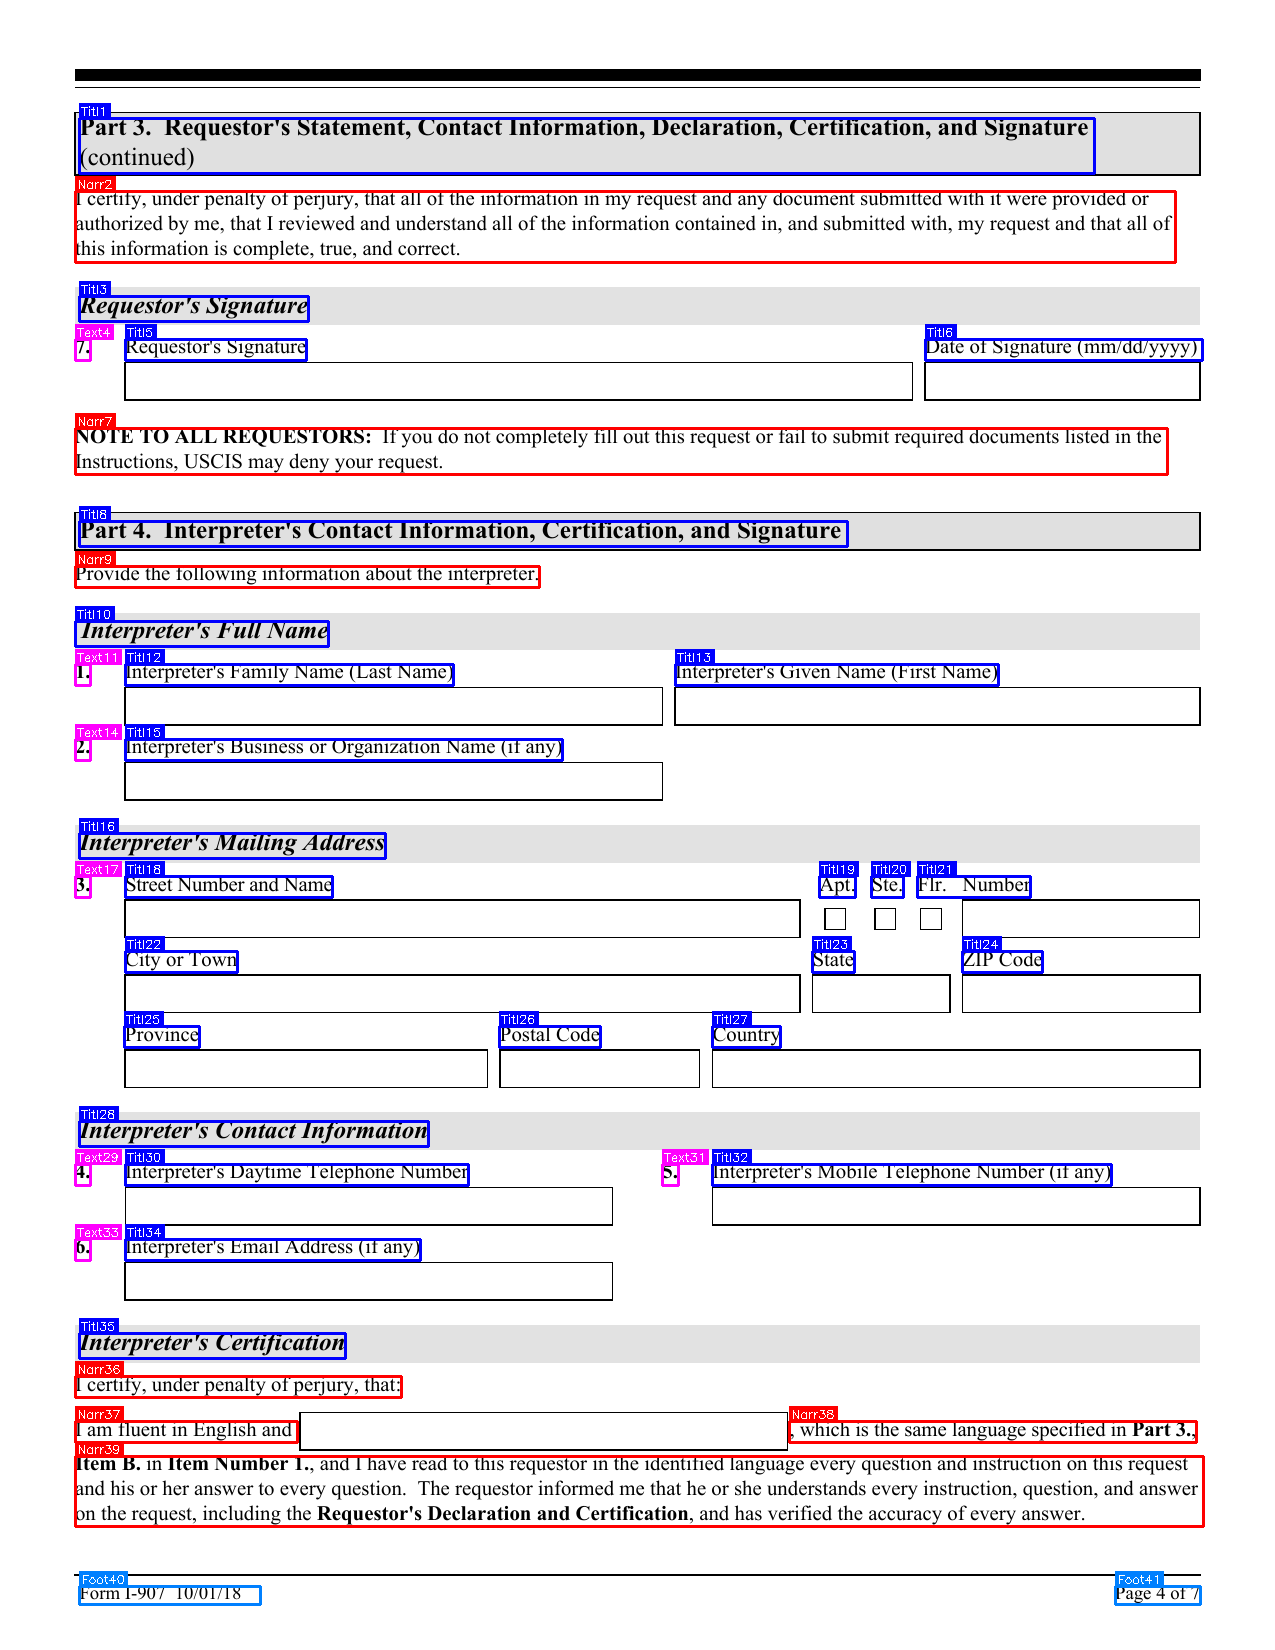 Titl1
Part 3. Requestor's Statement, Contact Information, Declaration, Certification, and Signature
(continued)
Narr2
I certify, under penalty of perjury, that all of the information in my request and any document submitted with it were provided or
authorized by me, that I reviewed and understand all of the information contained in, and submitted with, my request and that all of
this information is complete, true, and correct.
Titl3
Requestor's Signature
Text4 Titl5 Titl6
7. Requestor's Signature Date of Signature (mm/dd/yyyy)
Narr7
NOTE TO ALL REQUESTORS: If you do not completely fill out this request or fail to submit required documents listed in the
Instructions, USCIS may deny your request.
Titl8
Part 4. Interpreter's Contact Information, Certification, and Signature
Narr9
Provide the following information about the interpreter.
Titl10
Interpreter's Full Name
Text11 Titl12 Titl13
1. Interpreter's Family Name (Last Name) Interpreter's Given Name (First Name)
Text14 Titl15
2. Interpreter's Business or Organization Name (if any)
Titl16
Interpreter's Mailing Address
Text17 Titl18 Titl19 Titl20 Titl21
3. Street Number and Name Apt. Ste. Flr. Number
Titl22 Titl23 Titl24
City or Town State ZIP Code
Titl25 Titl26 Titl27
Province Postal Code Country
Titl28
Interpreter's Contact Information
Text29 Titl30 Text31 Titl32
4. Interpreter's Daytime Telephone Number 5. Interpreter's Mobile Telephone Number (if any)
Text33 Titl34
6. Interpreter's Email Address (if any)
Titl35
Interpreter's Certification
Narr36
I certify, under penalty of perjury, that:
Narr37 Narr38
I am fluent in English and , which is the same language specified in Part 3.,
Narr39
Item B. in Item Number 1., and I have read to this requestor in the identified language every question and instruction on this request
and his or her answer to every question. The requestor informed me that he or she understands every instruction, question, and answer
on the request, including the Requestor's Declaration and Certification, and has verified the accuracy of every answer.
Foot40 Foot41
Form I-907 10/01/18 Page 4 of 7